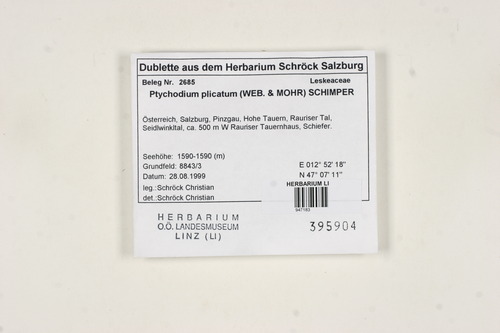 Dublette aus dem Herbarium Schröck Salzburg
Beleg Nr. 2685 Leskeaceae
Ptychodium plicatum (WEB. & MOHR) SCHIMPER
Österreich, Salzburg, Pinzgau, Hohe Tauern, Rauriser Tal,
Seidlwinkltal, ca. 500 m W Rauriser Tauernhaus, Schiefer.
Seehöhe: 1590-1590 (m)
Grundfeld: 8843/3 E 012° 52' 18"
Datum: 28.08.1999 N 47° 07' 11"
leg.:Schröck Christian HERBARIUM LI
det.:Schröck Christian
947183
HERBARIUM
O.Ö. LANDESMUSEUM
LINZ (LI)
395904